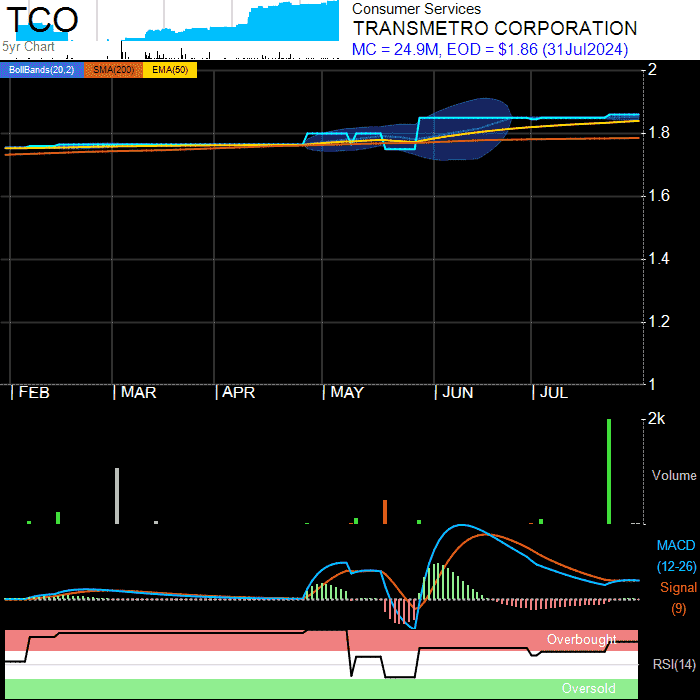 TCO
5yr Chart
Consumer Services
TRANSMETRO CORPORATION
MC = 24.9M, EOD = $1.86 (31Jul2024)
BollBands(20,2) SMA(200) EMA(50)
2
1.8
1.6
1.4
1.2
1
FEB MAR APR MAY JUN JUL
2k
Volume
MACD
(12-26)
Signal
(9)
Overbought
RSI(14)
Oversold